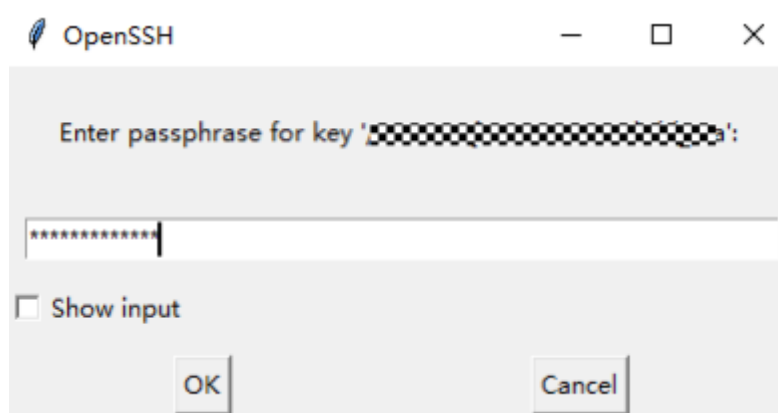 OpenSSH
Enter passphrase for key 'a':
*************
Show input
OK Cancel